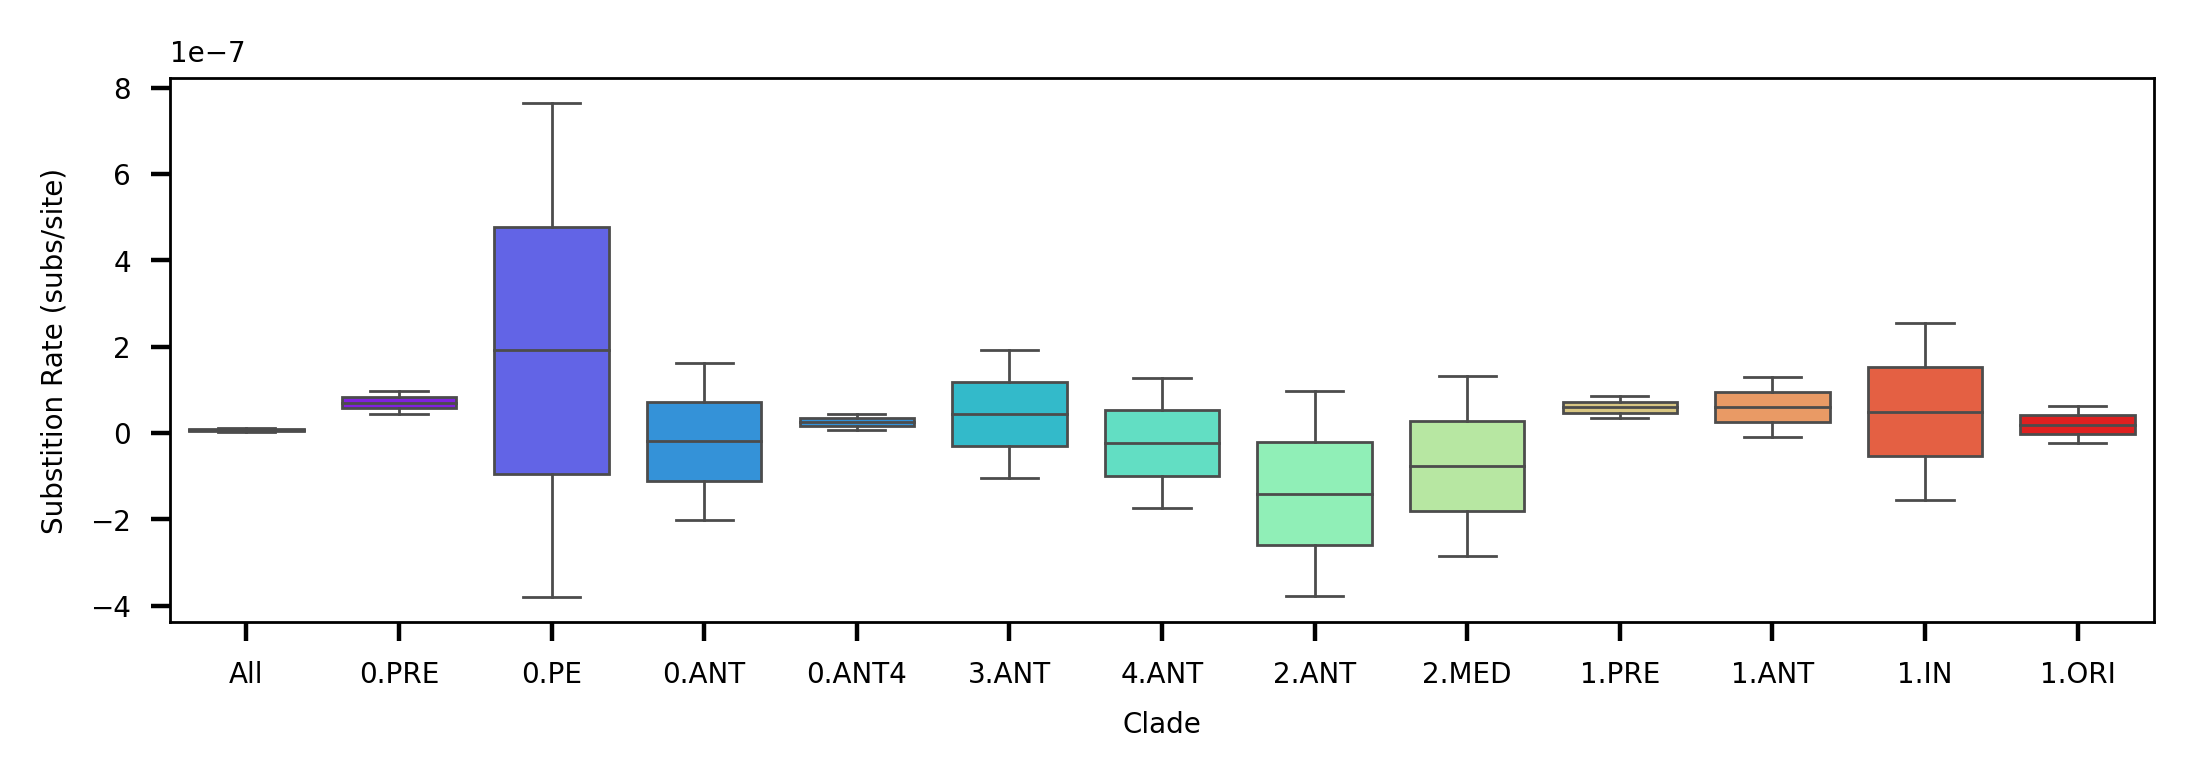 1e−7
8
6
4
2
0
−2
−4
Substition Rate (subs/site)
All 0.PRE 0.PE 0.ANT 0.ANT4 3.ANT 4.ANT 2.ANT 2.MED 1.PRE 1.ANT 1.IN 1.ORI
Clade